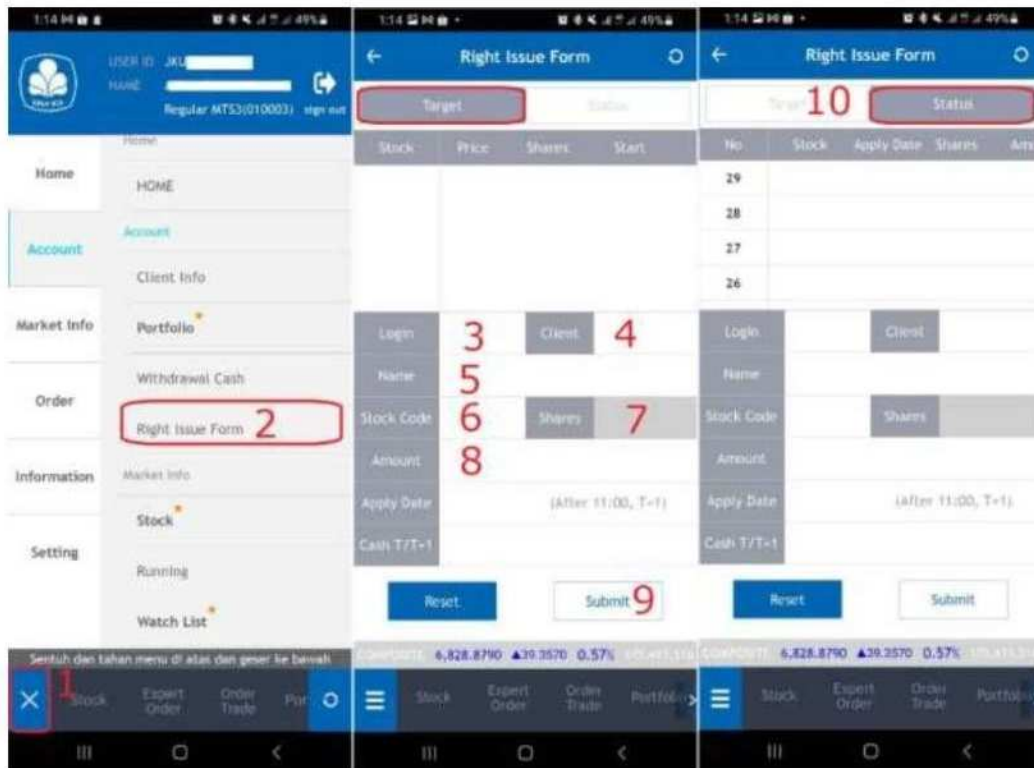 1:14
49%
USER ID JKU
NAME
Regular MTS3(010003) sign out
Home
Account
Market Info
Order
Information
Setting
Home
HOME
Account
Client Info
Portfolio
Withdrawal Cash
Right Issue Form 2
Market Info
Stock
Running
Watch List
Sentuh dan tahan menu di atas dan geser ke bawah
1
Stock
Expert Order
Order Trade
Por
1:14
49%
Right Issue Form
Target
Status
Stock Price Shares Start
Login 3 Client 4
Name 5
Stock Code 6 Shares 7
Amount 8
Apply Date (After 11:00, T+1)
Cash T/T+1
Reset Submit 9
COMPOSITE 6,828.8790 ▲39.3570 0.57%
Stock
Expert Order
Order Trade
Portfolio
1:14
49%
Right Issue Form
Target 10 Status
No Stock Apply Date Shares Am
29
28
27
26
Login Client
Name
Stock Code Shares
Amount
Apply Date (After 11:00, T+1)
Cash T/T+1
Reset Submit
COMPOSITE 6,828.8790 ▲39.3570 0.57%
Stock
Expert Order
Order Trade
Portfolio